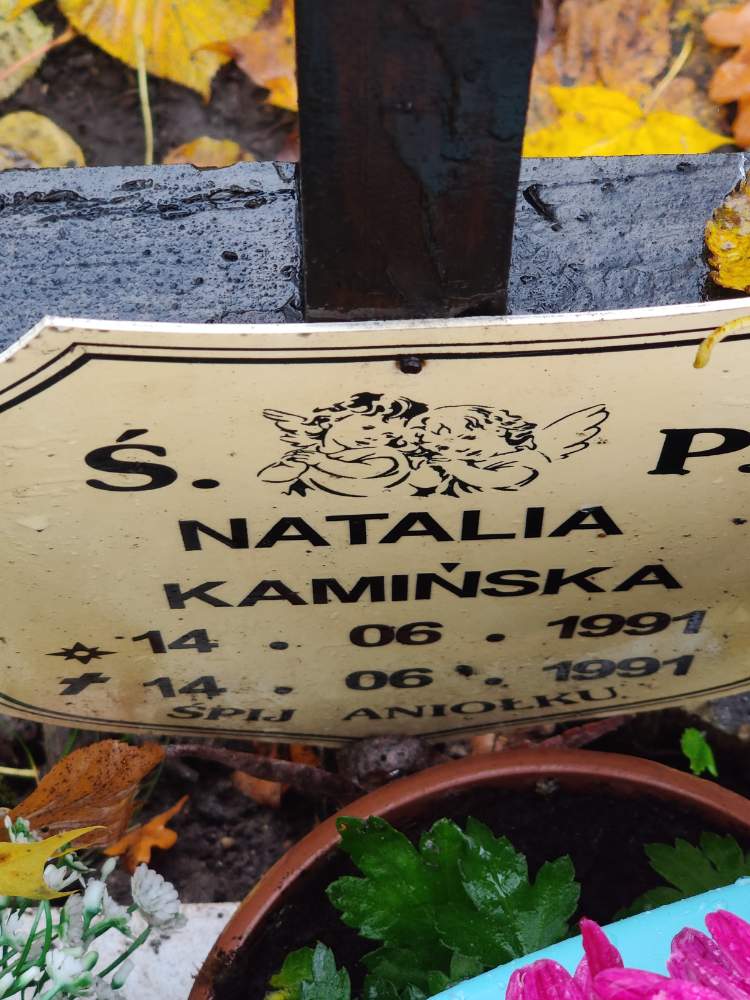 Ś. P.
NATALIA
KAMIŃSKA
14 . 06 . 1991
14 . 06 . 1991
ŚPIJ ANIOŁKU